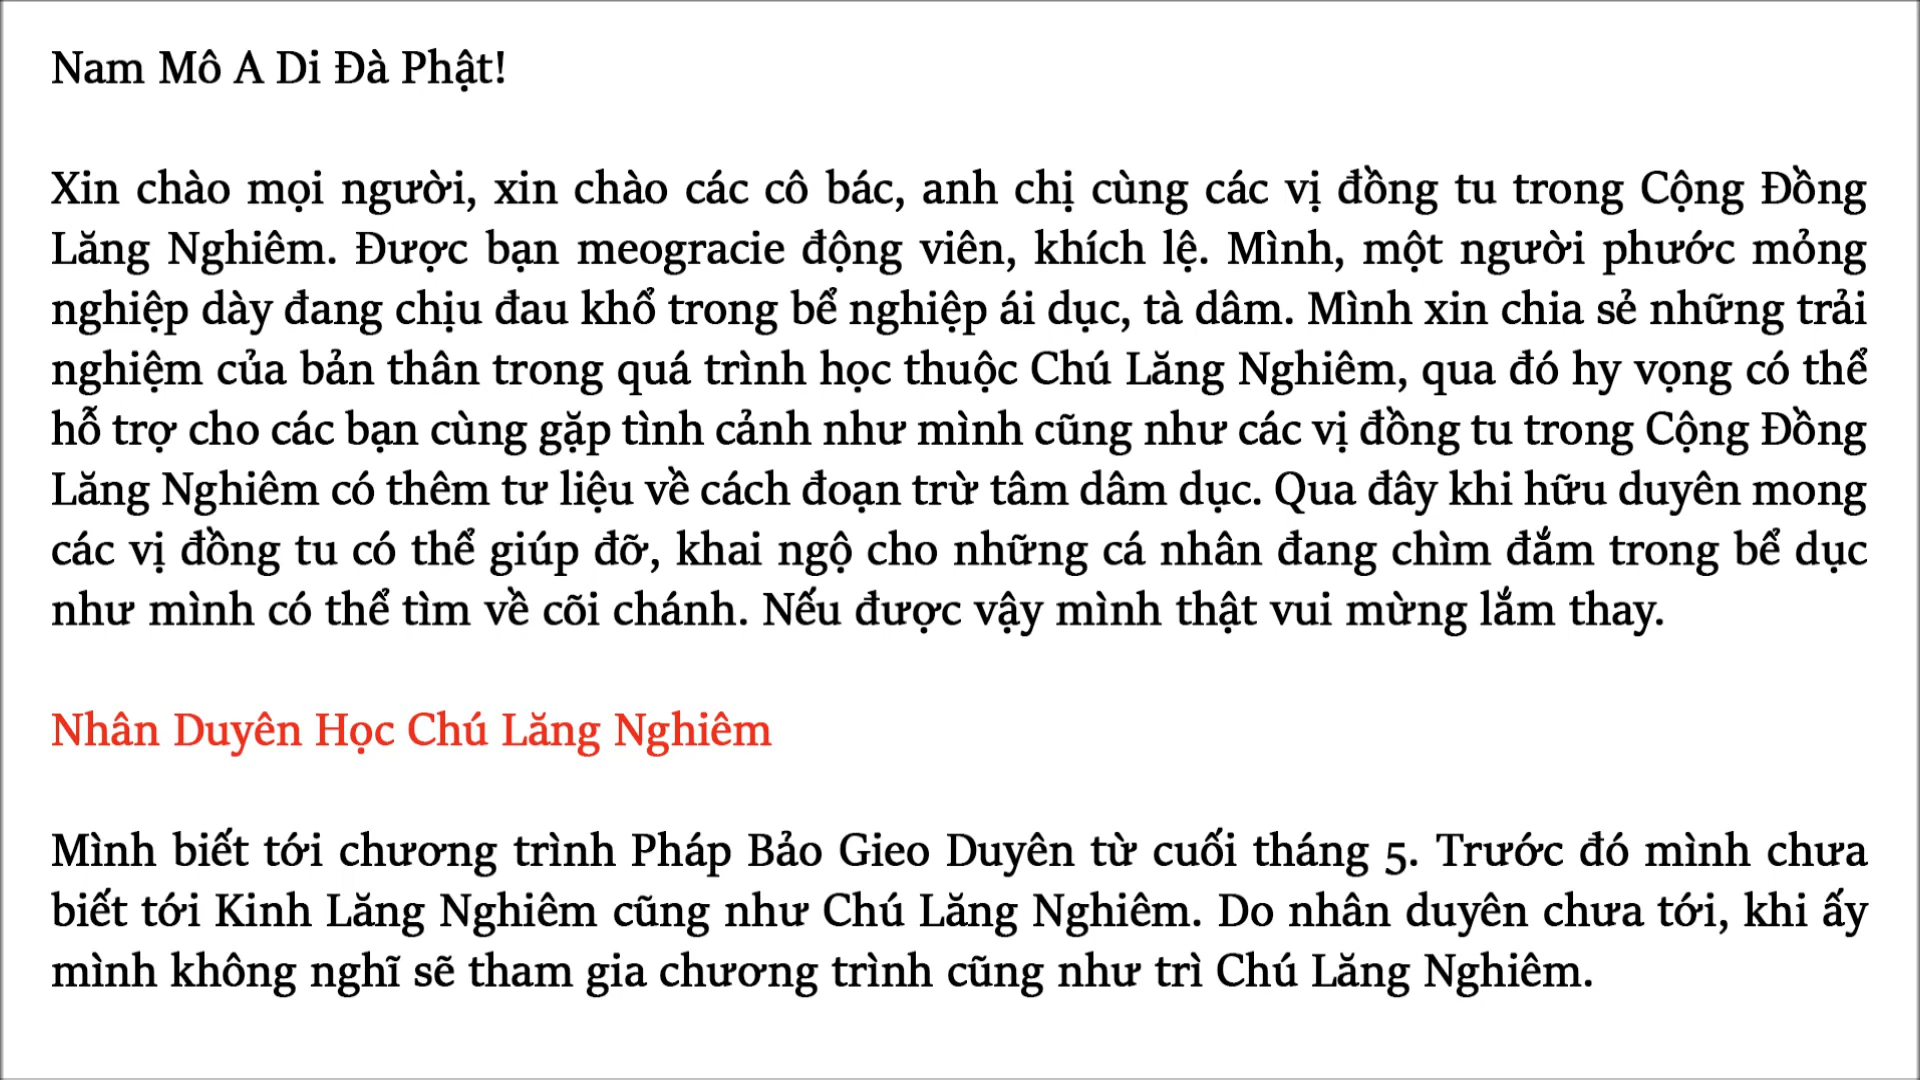 Nam Mô A Di Đà Phật!
Xin chào mọi người, xin chào các cô bác, anh chị cùng các vị đồng tu trong Cộng Đồng
Lăng Nghiêm. Được bạn meogracie động viên, khích lệ. Mình, một người phước mỏng
nghiệp dày đang chịu đau khổ trong bể nghiệp ái dục, tà dâm. Mình xin chia sẻ những trải
nghiệm của bản thân trong quá trình học thuộc Chú Lăng Nghiêm, qua đó hy vọng có thể
hỗ trợ cho các bạn cùng gặp tình cảnh như mình cũng như các vị đồng tu trong Cộng Đồng
Lăng Nghiêm có thêm tư liệu về cách đoạn trừ tâm dâm dục. Qua đây khi hữu duyên mong
các vị đồng tu có thể giúp đỡ, khai ngộ cho những cá nhân đang chìm đắm trong bể dục
như mình có thể tìm về cõi chánh. Nếu được vậy mình thật vui mừng lắm thay.
Nhân Duyên Học Chú Lăng Nghiêm
Mình biết tới chương trình Pháp Bảo Gieo Duyên từ cuối tháng 5. Trước đó mình chưa
biết tới Kinh Lăng Nghiêm cũng như Chú Lăng Nghiêm. Do nhân duyên chưa tới, khi ấy
mình không nghĩ sẽ tham gia chương trình cũng như trì Chú Lăng Nghiêm.